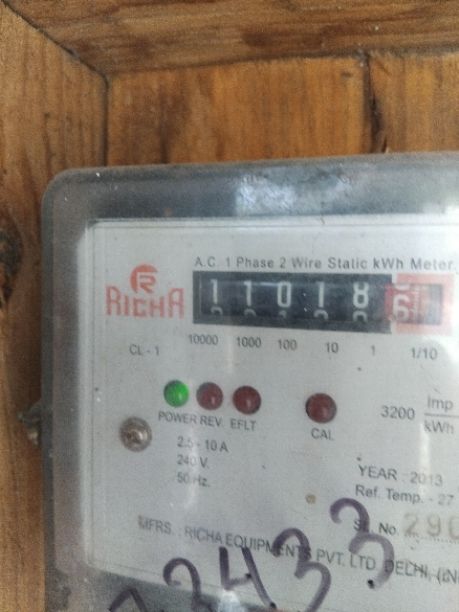 A.C. 1 Phase 2 Wire Static kWh Meter.
R
RICHA
11018
10000 1000 100 10 1 1/10
CL - 1
POWER REV. EFLT
CAL
3200 Imp
kWh
2.5 - 10 A
240 V.
50 Hz.
YEAR : 2013
Ref. Temp. - 27
SL. No. 290
MFRS. : RICHA EQUIPMENTS PVT. LTD. DELHI, (IN
3433